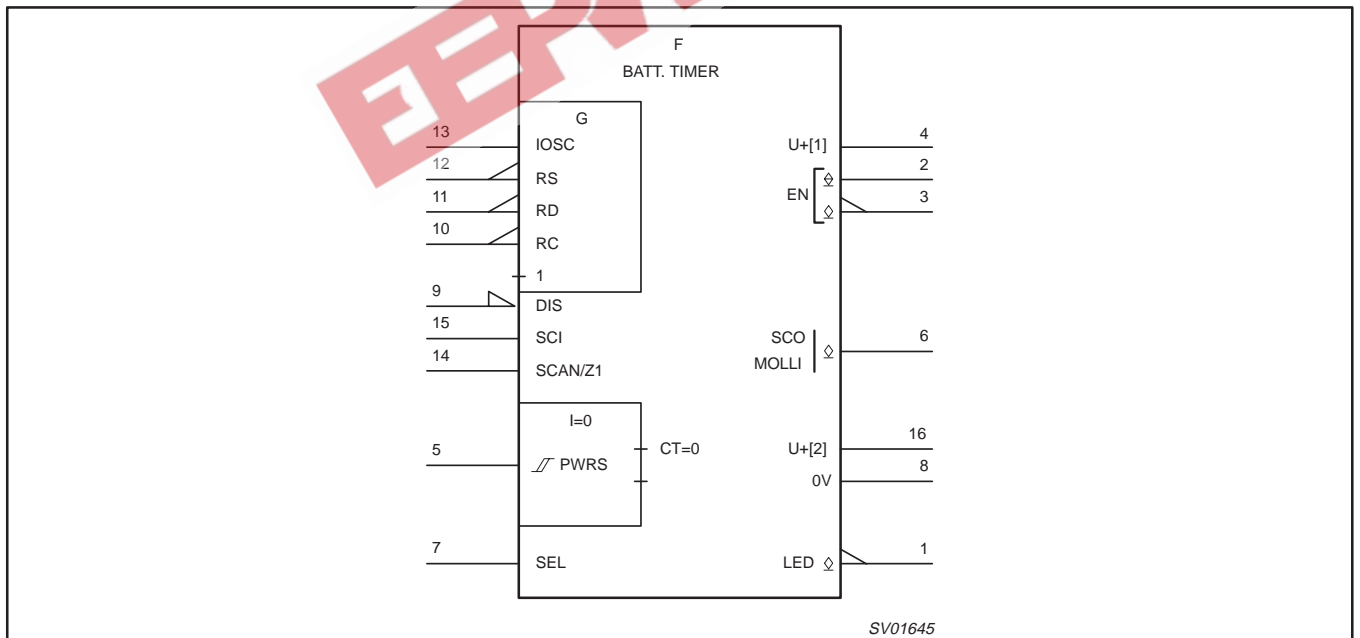 F
BATT. TIMER
G
13
IOSC
U+[1]
4
12
RS
2
11
RD
EN
3
10
RC
1
9
DIS
15
SCI
SCO
6
14
SCAN/Z1
MOLLI
I=0
5
PWRS
CT=0
U+[2]
16
0V
8
7
SEL
LED
1
SV01645